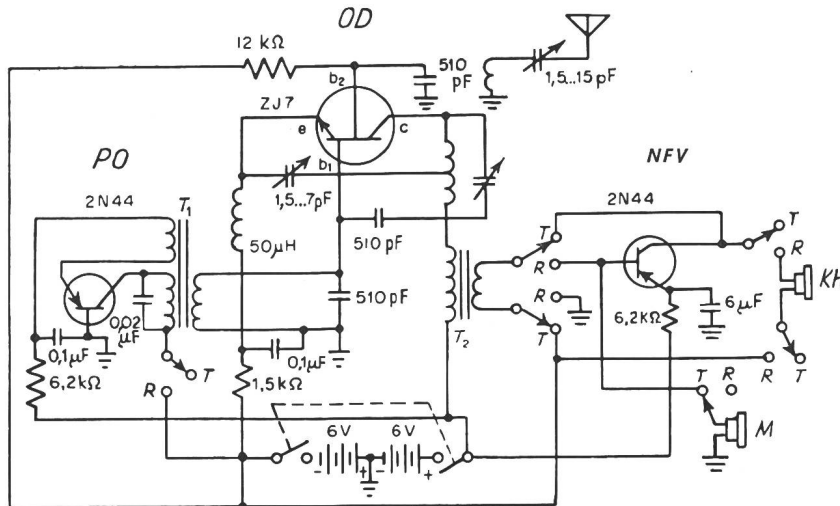 OD
12 kΩ
b₂
510 pF
1,5...15 pF
ZJ7
e
c
b₁
PO
NFV
2N44
T₁
1,5...7pF
2N44
T
T
50μH
510 pF
R
R
KH
0,02 μF
510 pF
R
6μF
0,1μF
T
T₂
T
6,2kΩ
0,1μF
R
T
6,2kΩ
R
1,5kΩ
T
R
M
6V
6V
-
+
-
+